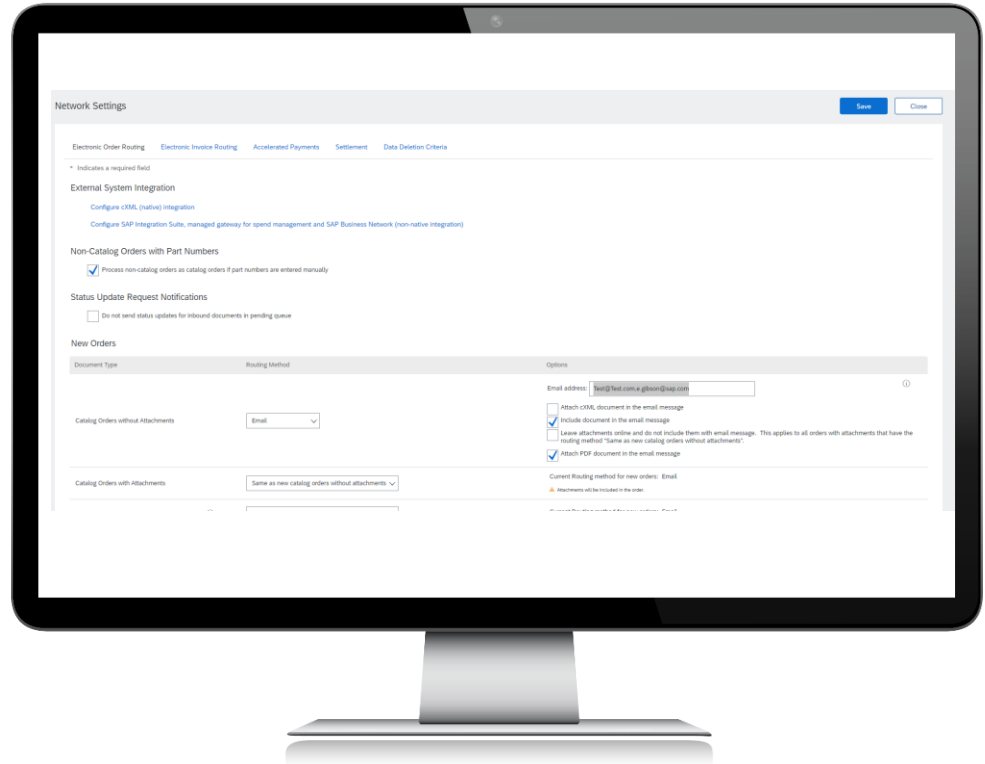 Network Settings
Save
Close
Electronic Order Routing Electronic Invoice Routing Accelerated Payments Settlement Data Deletion Criteria
* Indicates a required field
External System Integration
Configure cXML (native) integration
Configure SAP Integration Suite, managed gateway for spend management and SAP Business Network (non-native integration)
Non-Catalog Orders with Part Numbers
Process non-catalog orders as catalog orders if part numbers are entered manually
Status Update Request Notifications
Do not send status updates for inbound documents in pending queue
New Orders
Document Type Routing Method Options
Email address: Test@Test.com.e.gibson@sap.com
Attach cXML document in the email message
Catalog Orders without Attachments Email Include document in the email message
Leave attachments online and do not include them with email message. This applies to all orders with attachments that have the
routing method "Same as new catalog orders without attachments".
Attach PDF document in the email message
Catalog Orders with Attachments Same as new catalog orders without attachments Current Routing method for new orders: Email
Attachments will be included in the order.